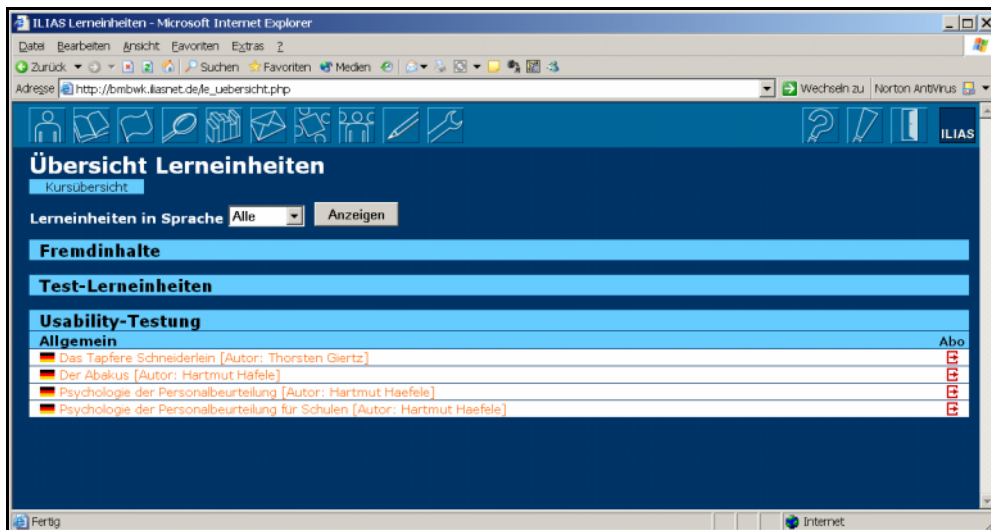 ILIAS Lerneinheiten - Microsoft Internet Explorer
Datei Bearbeiten Ansicht Favoriten Extras ?
Zurück Suchen Favoriten Medien
Adresse http://bmbwk.iliasnet.de/le_uebersicht.php Wechseln zu Norton AntiVirus
ILIAS
Übersicht Lerneinheiten
Kursübersicht
Lerneinheiten in Sprache Alle Anzeigen
Fremdinhalte
Test-Lerneinheiten
Usability-Testung
Allgemein Abo
Das Tapfere Schneiderlein [Autor: Thorsten Giertz]
Der Abakus [Autor: Hartmut Häfele]
Psychologie der Personalbeurteilung [Autor: Hartmut Haefele]
Psychologie der Personalbeurteilung für Schulen [Autor: Hartmut Haefele]
Fertig Internet